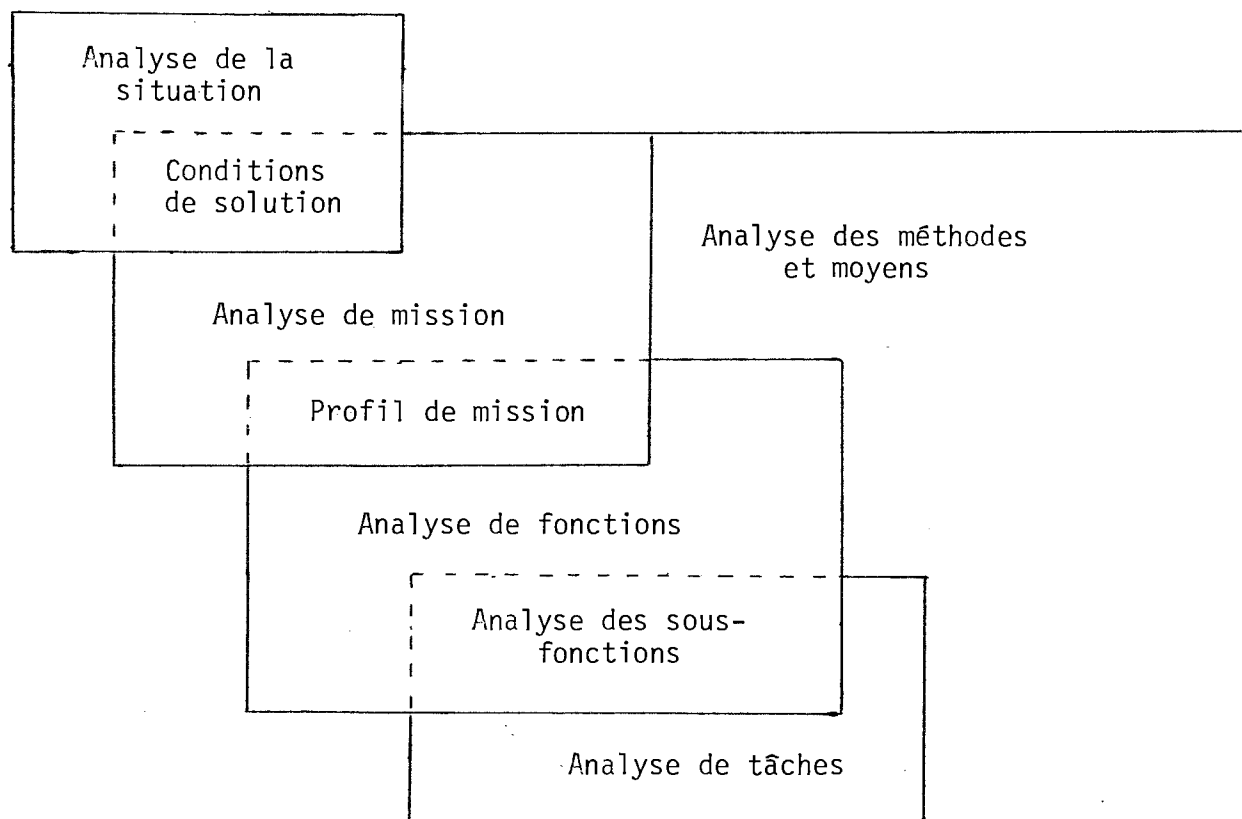 Analyse de la
situation
Conditions
de solution
Analyse des méthodes
et moyens
Analyse de mission
Profil de mission
Analyse de fonctions
Analyse des sous-
fonctions
Analyse de tâches